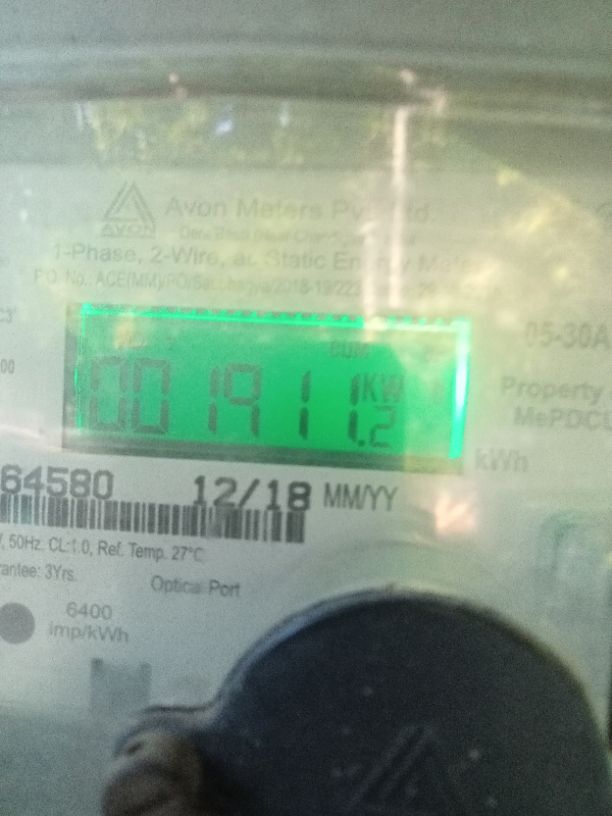 Avon Meters Pvt. Ltd.
AVON
1-Phase, 2-Wire, ac Static Energy Meter
05-30A
00
CUM
KW
001911.2
Property
MePDCL
kWh
64580
12/18 MM/YY
, 50Hz, CL:1.0, Ref. Temp. 27°C
rantee: 3Yrs.
Optical Port
6400
imp/kWh